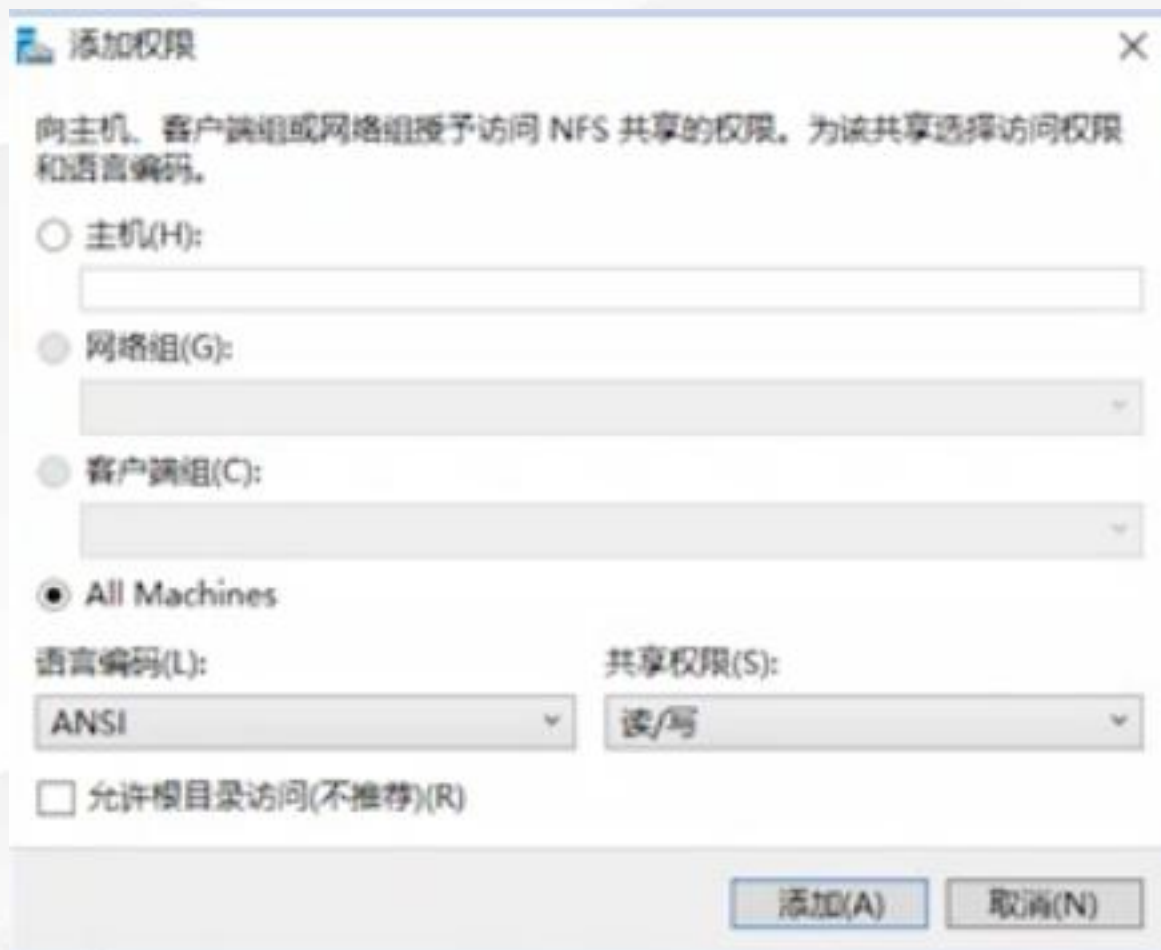 添加权限
向主机、客户端组或网络组授予访问 NFS 共享的权限。为该共享选择访问权限
和语言编码。
主机(H):
网络组(G):
客户端组(C):
All Machines
语言编码(L):
共享权限(S):
ANSI
读/写
允许根目录访问(不推荐)(R)
添加(A)
取消(N)